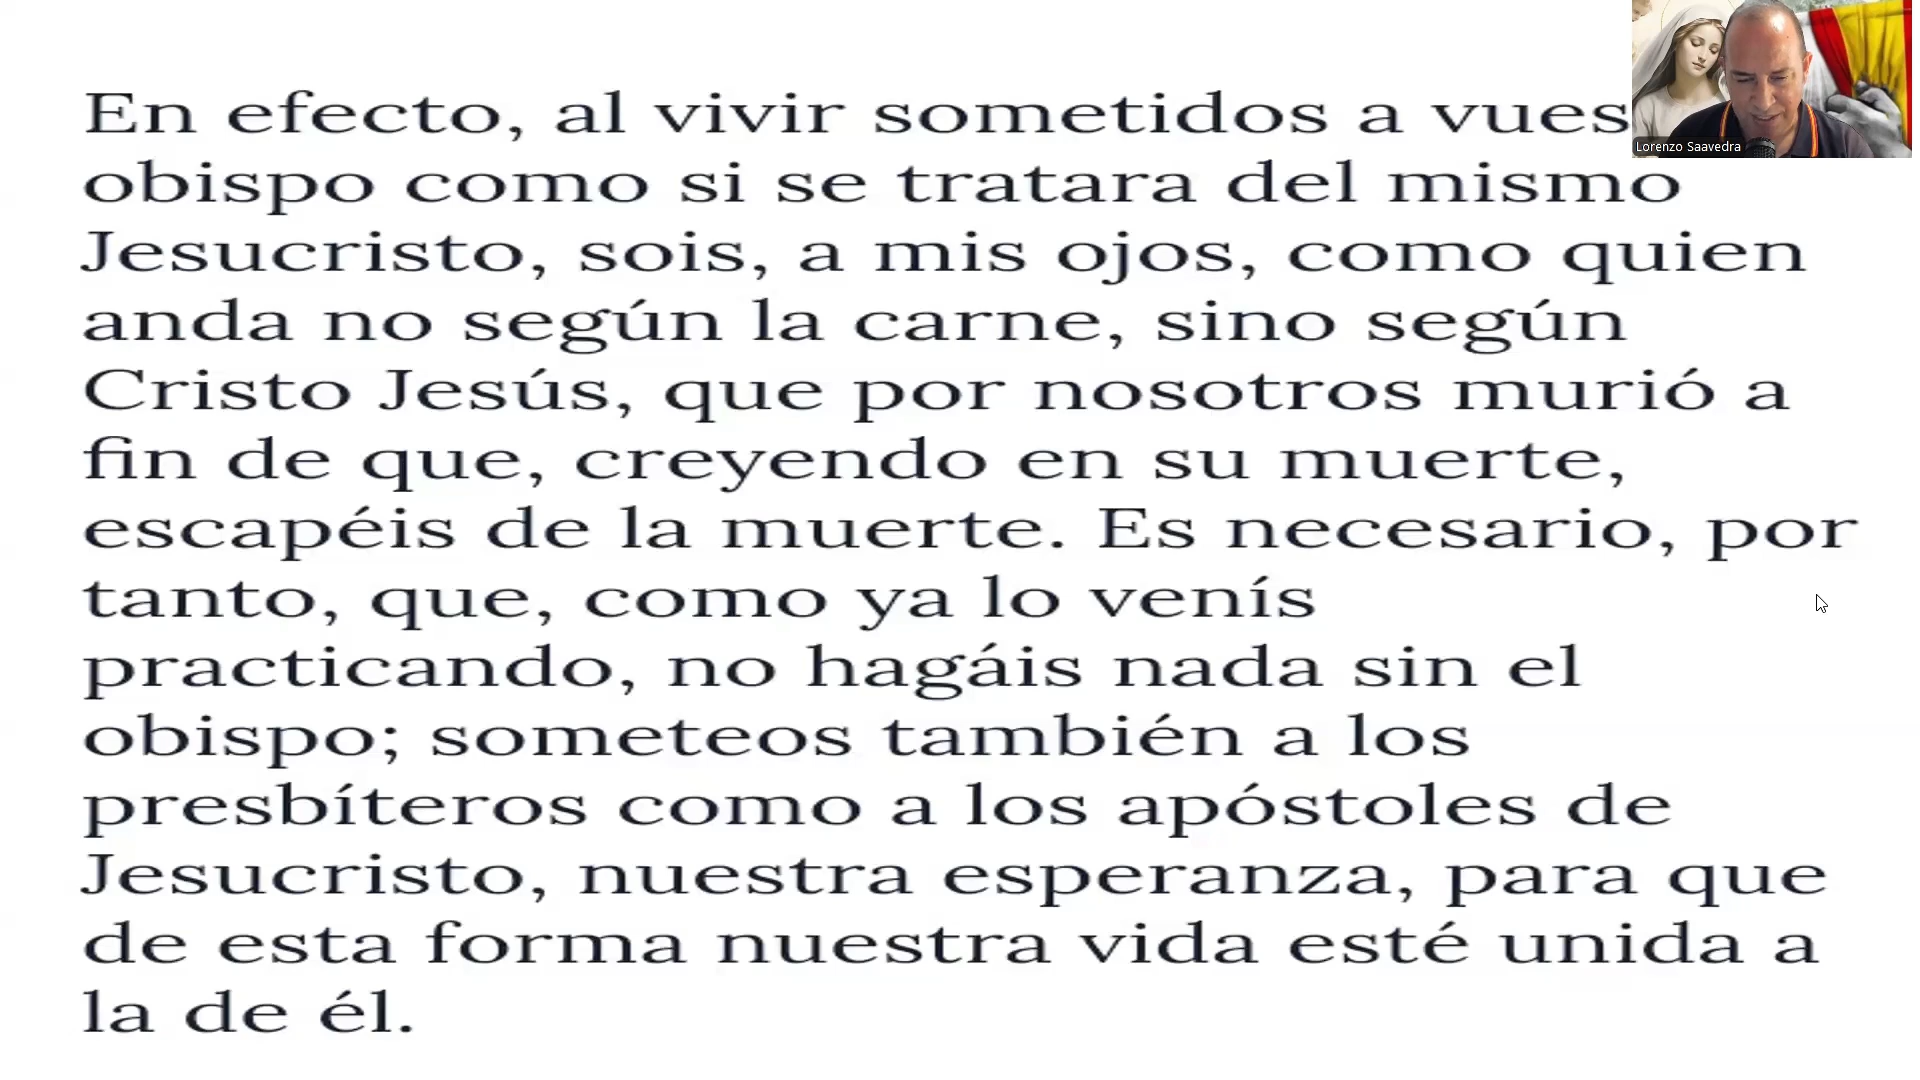 En efecto, al vivir sometidos a vues
obispo como si se tratara del mismo
Jesucristo, sois, a mis ojos, como quien
anda no según la carne, sino según
Cristo Jesús, que por nosotros murió a
fin de que, creyendo en su muerte,
escapéis de la muerte. Es necesario, por
tanto, que, como ya lo venís
practicando, no hagáis nada sin el
obispo; someteos también a los
presbíteros como a los apóstoles de
Jesucristo, nuestra esperanza, para que
de esta forma nuestra vida esté unida a
la de él.
Lorenzo Saavedra